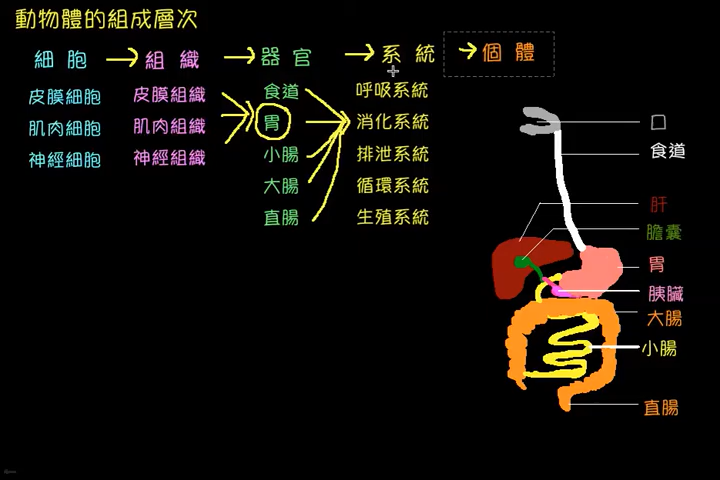 動物體的組成層次
細胞 組織 器官 系統 個體
皮膜細胞 皮膜組織 食道 呼吸系統
肌肉細胞 肌肉組織 胃 消化系統
神經細胞 神經組織 小腸 排泄系統
大腸 循環系統
直腸 生殖系統
口
食道
肝
膽囊
胃
胰臟
大腸
小腸
直腸